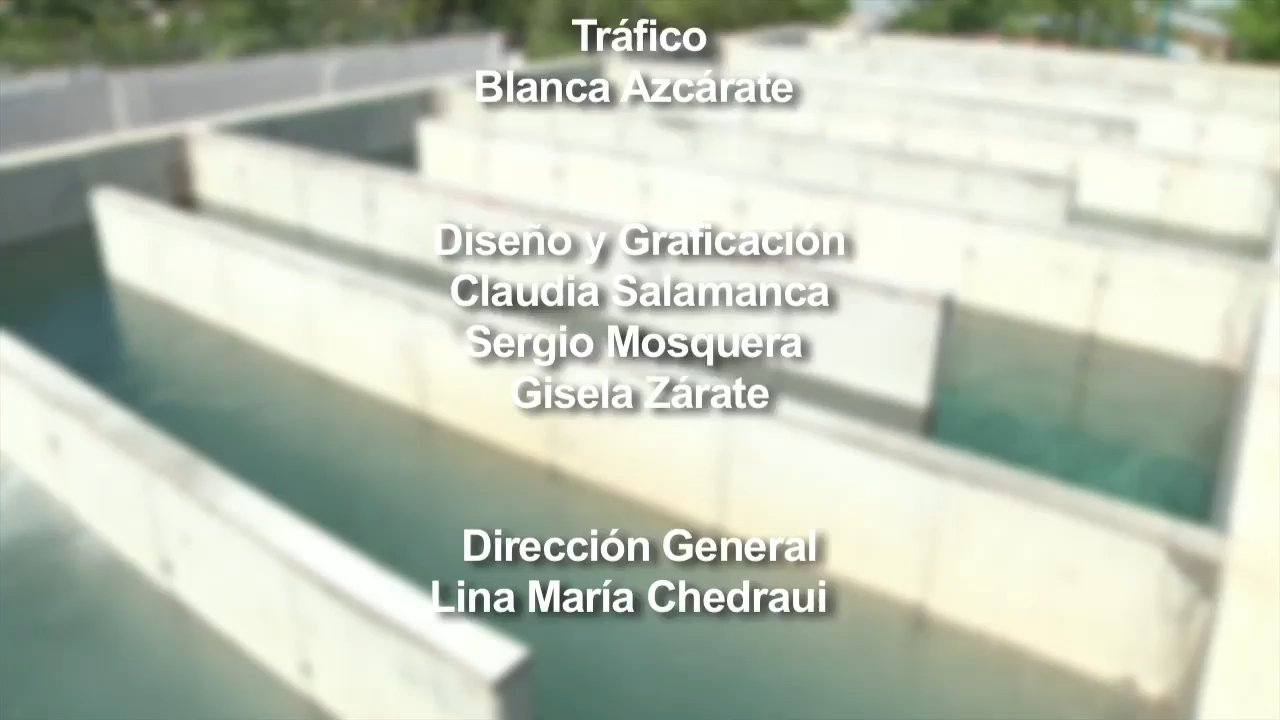 Tráfico
Blanca Azcárate
Diseño y Graficación
Claudia Salamanca
Sergio Mosquera
Gisela Zárate
Dirección General
Lina María Chedraui